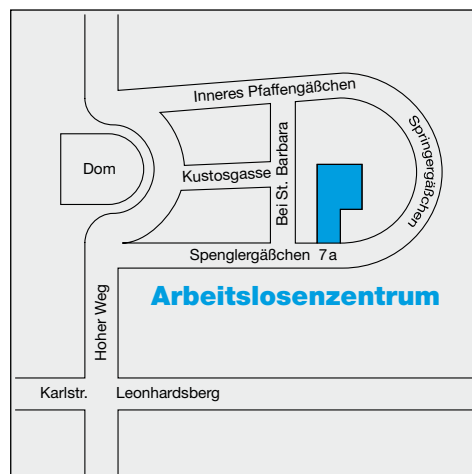 Inneres Pfaffengäßchen
Springergäßchen
Dom
Kustosgasse
Bei St. Barbara
Spenglergäßchen 7a
Arbeitslosenzentrum
Hoher Weg
Karlstr. Leonhardsberg